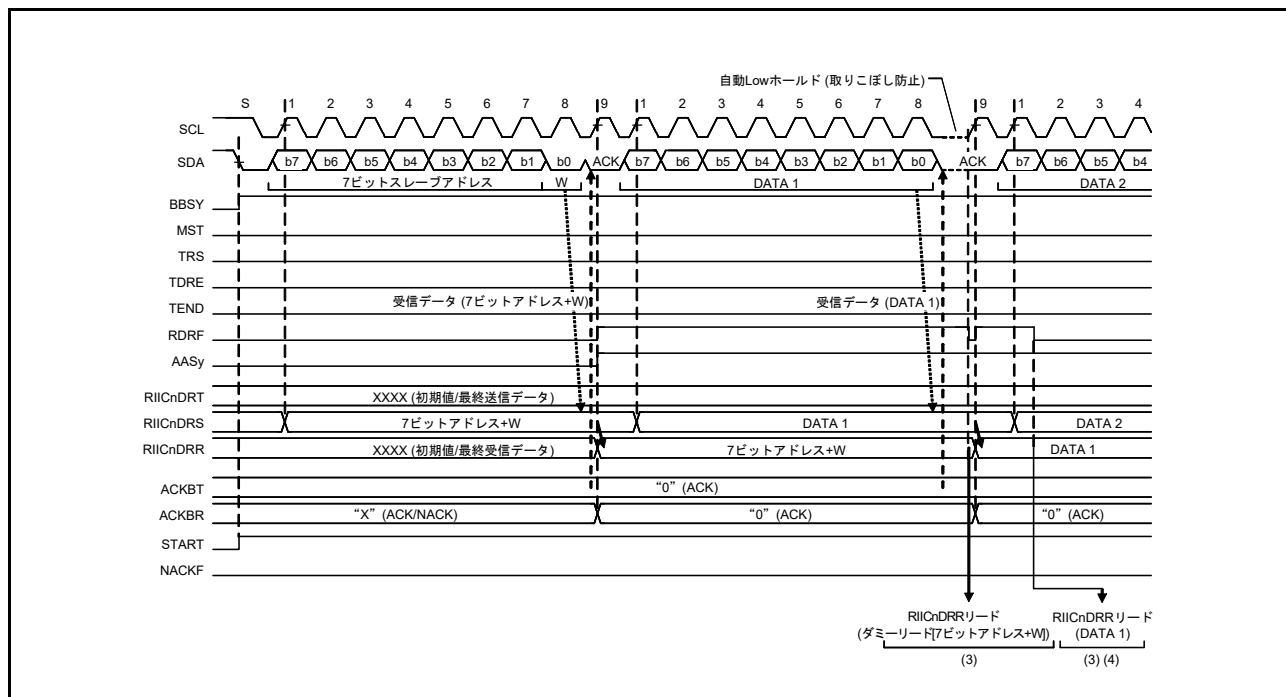 自動Lowホールド (取りこぼし防止)
S 1 2 3 4 5 6 7 8 9 1 2 3 4 5 6 7 8 9 1 2 3 4
SCL
SDA b7 b6 b5 b4 b3 b2 b1 b0 ACK b7 b6 b5 b4 b3 b2 b1 b0 ACK b7 b6 b5 b4
7ビットスレーブアドレス W DATA 1 DATA 2
BBSY
MST
TRS
TDRE
TEND 受信データ (7ビットアドレス+W) 受信データ (DATA 1)
RDRF
AASy
RIICnDRT XXXX (初期値/最終送信データ)
RIICnDRS 7ビットアドレス+W DATA 1 DATA 2
RIICnDRR XXXX (初期値/最終受信データ) 7ビットアドレス+W DATA 1
ACKBT “0” (ACK)
ACKBR “X” (ACK/NACK) “0” (ACK) “0” (ACK)
START
NACKF
RIICnDRRリード RIICnDRRリード
(ダミーリード[7ビットアドレス+W]) (DATA 1)
(3) (3) (4)